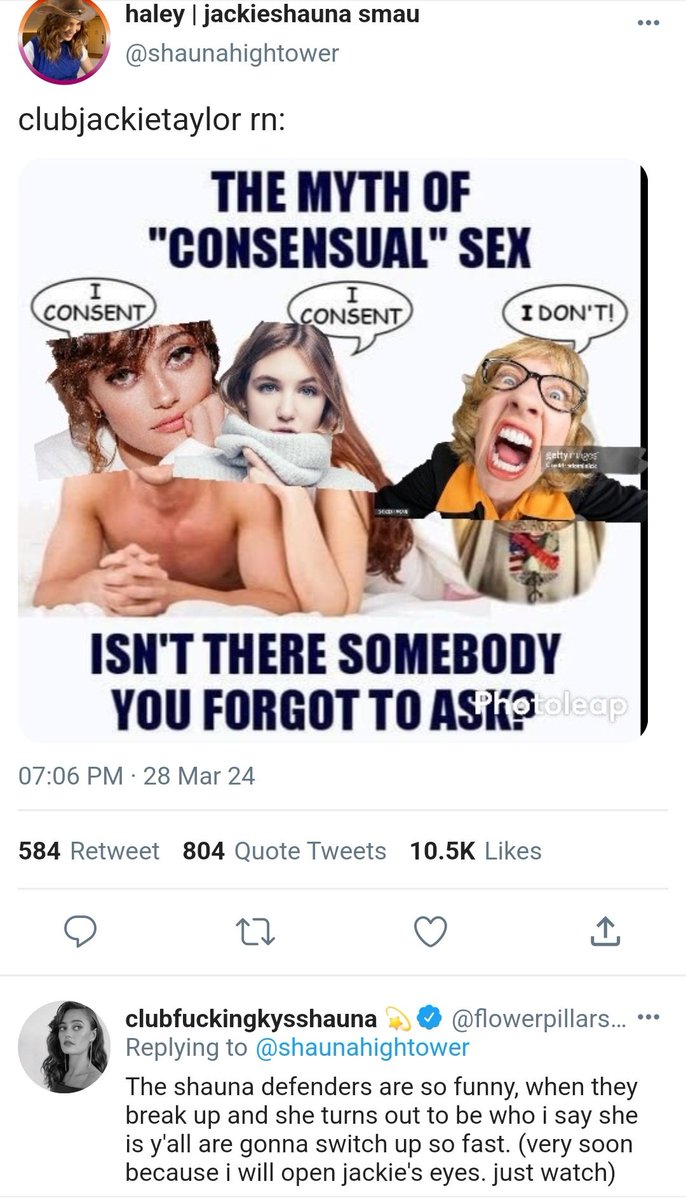 haley | jackieshauna smau
@shaunahightower
clubjackietaylor rn:
THE MYTH OF
"CONSENSUAL" SEX
I
CONSENT
I
CONSENT
I DON'T!
ISN'T THERE SOMEBODY
YOU FORGOT TO ASK?
Photoleap
07:06 PM · 28 Mar 24
584 Retweet 804 Quote Tweets 10.5K Likes
clubfuckingkysshauna 💫 @flowerpillars...
Replying to @shaunahightower
The shauna defenders are so funny, when they
break up and she turns out to be who i say she
is y'all are gonna switch up so fast. (very soon
because i will open jackie's eyes. just watch)